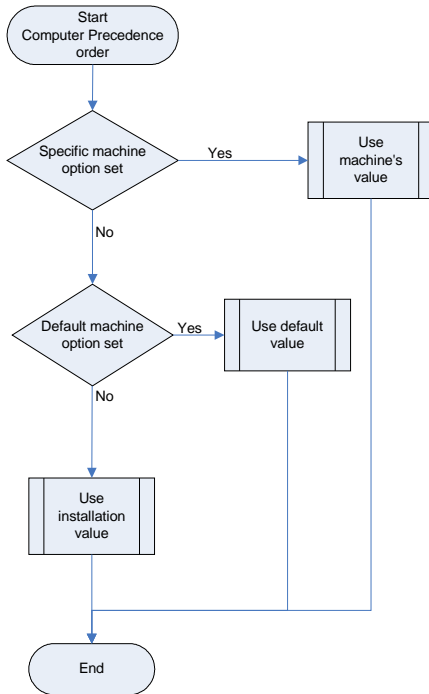 Start
Computer Precedence
order
Specific machine
option set
Yes
Use
machine's
value
No
Default machine
option set
Yes
Use default
value
No
Use
installation
value
End